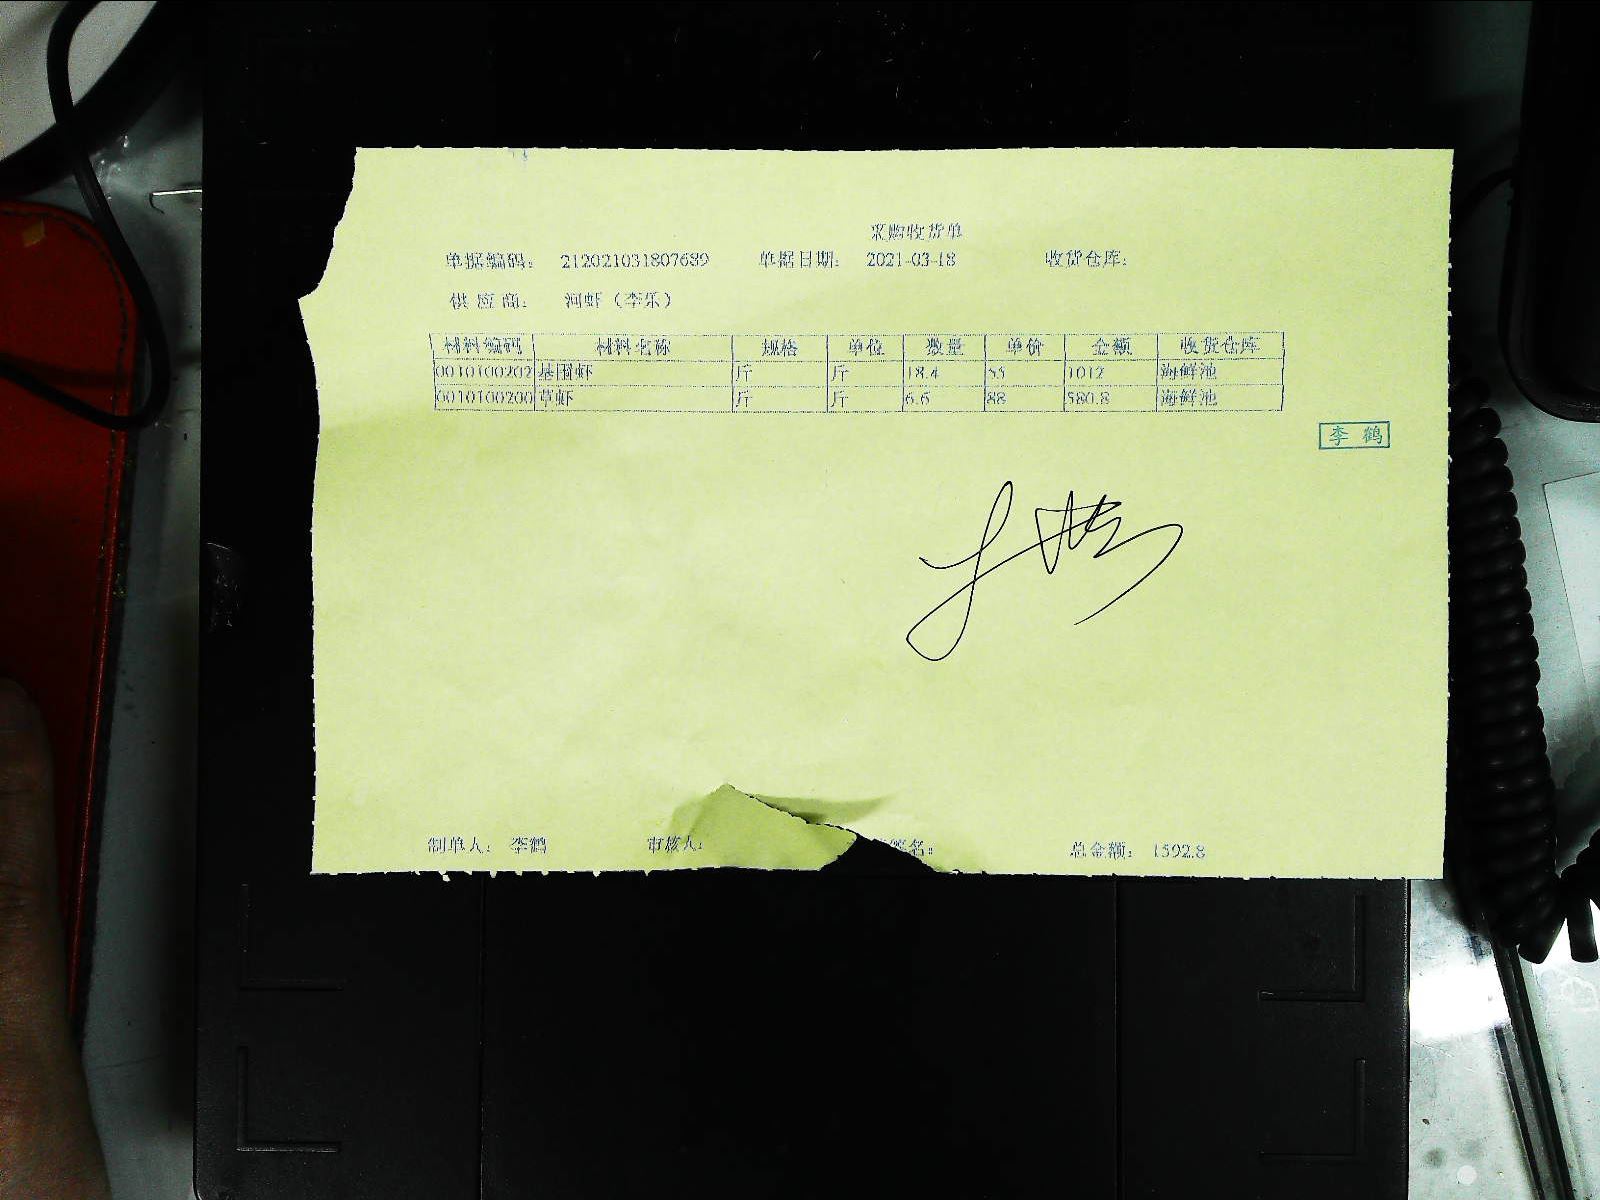 采购收货单
单据编码： 212021031807689 单据日期： 2021-03-18 收货仓库：
供应商： 河虾（李乐）
材料编码 材料名称 规格 单位 数量 单价 金额 收货仓库
0010100202 基围虾 斤 斤 18.4 55 1012 海鲜池
0010100200 草虾 斤 斤 6.6 88 580.8 海鲜池
李鹤
制单人： 李鹤 审核人： 签名： 总金额： 1592.8